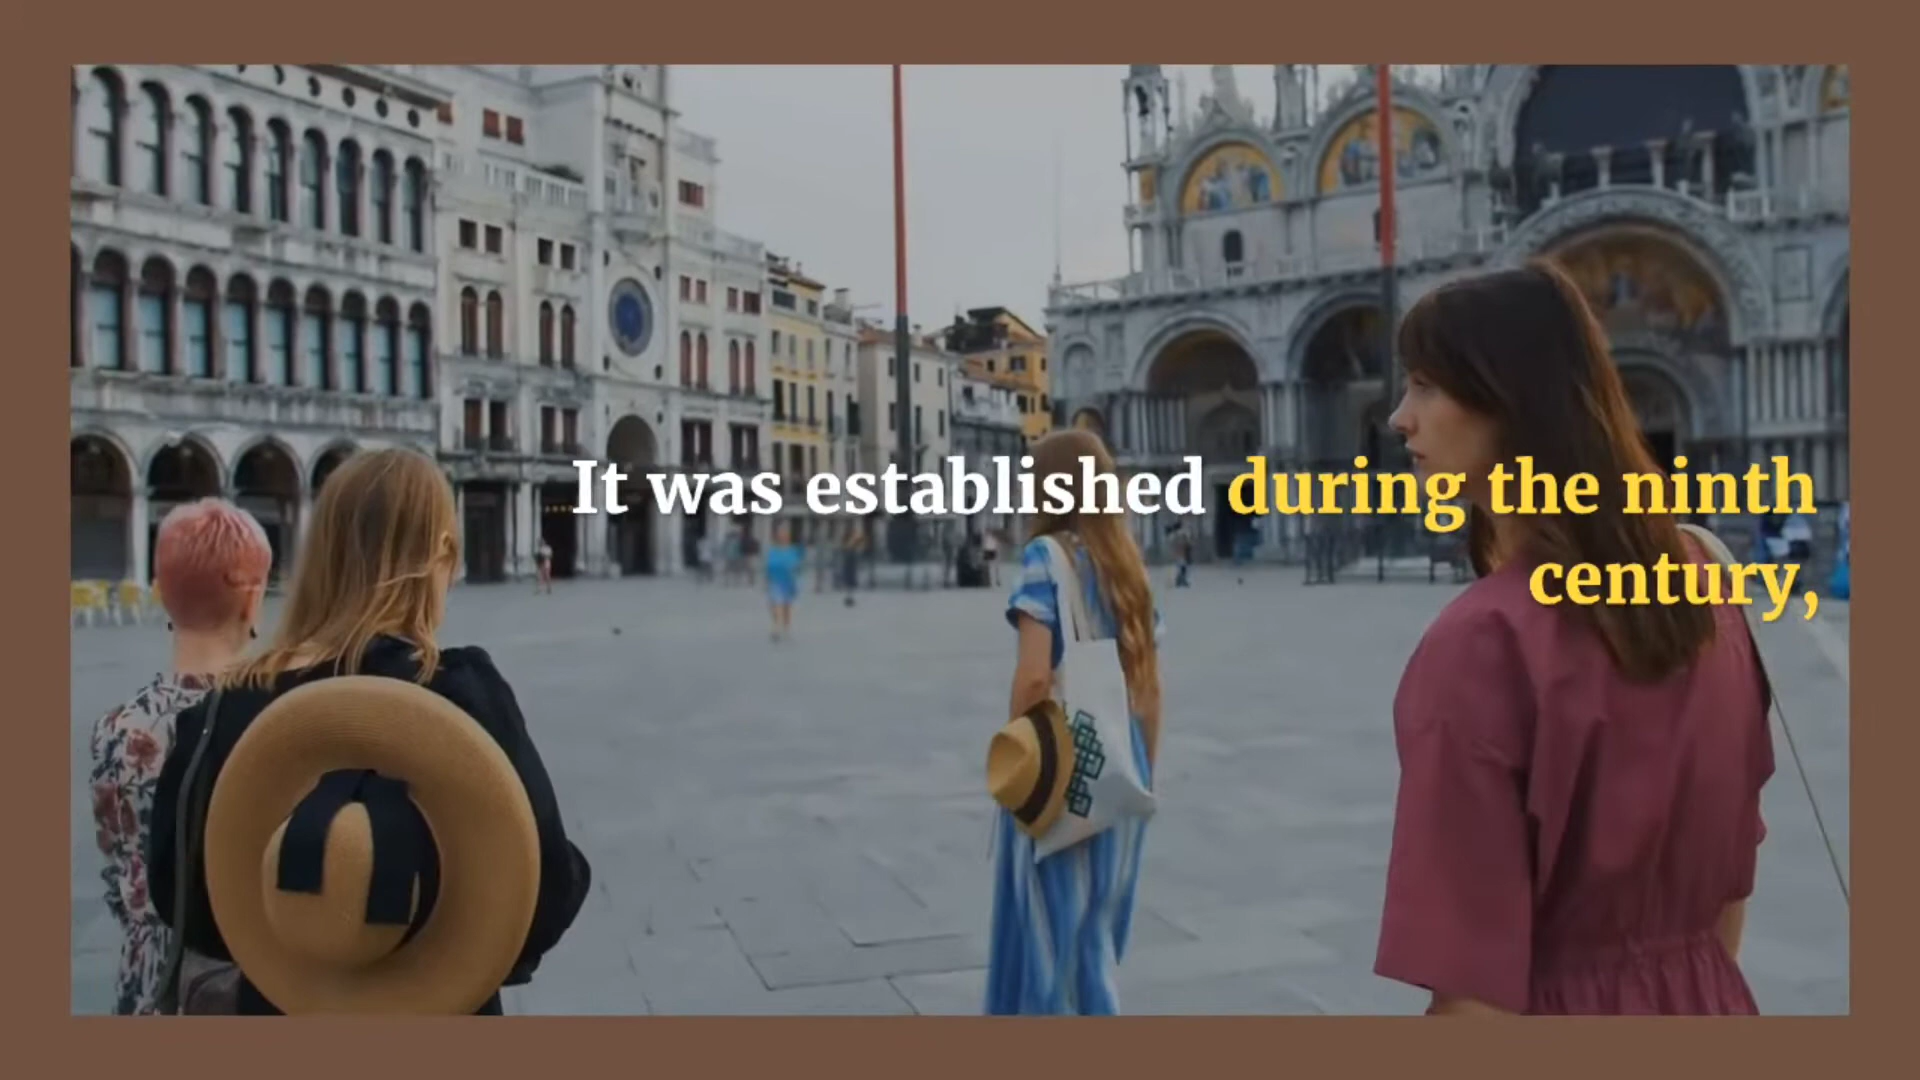 It was established during the ninth
century,